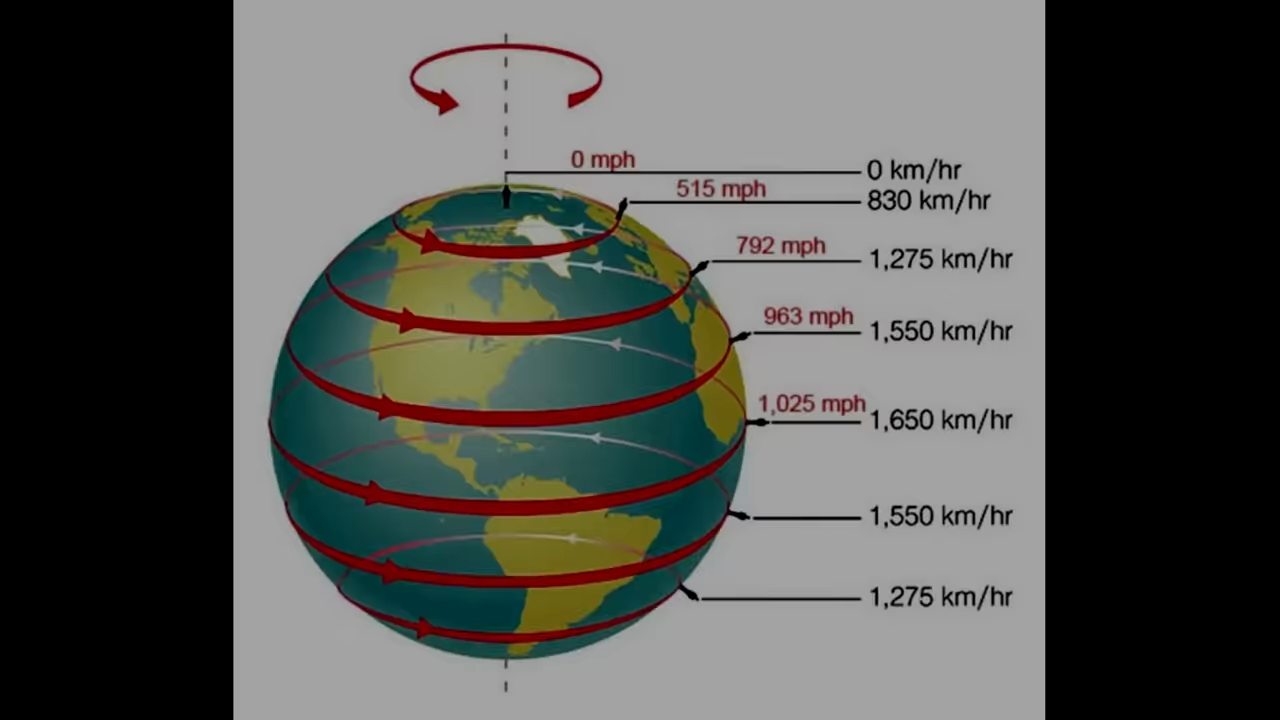 0 mph 0 km/hr
515 mph 830 km/hr
792 mph 1,275 km/hr
963 mph 1,550 km/hr
1,025 mph 1,650 km/hr
1,550 km/hr
1,275 km/hr